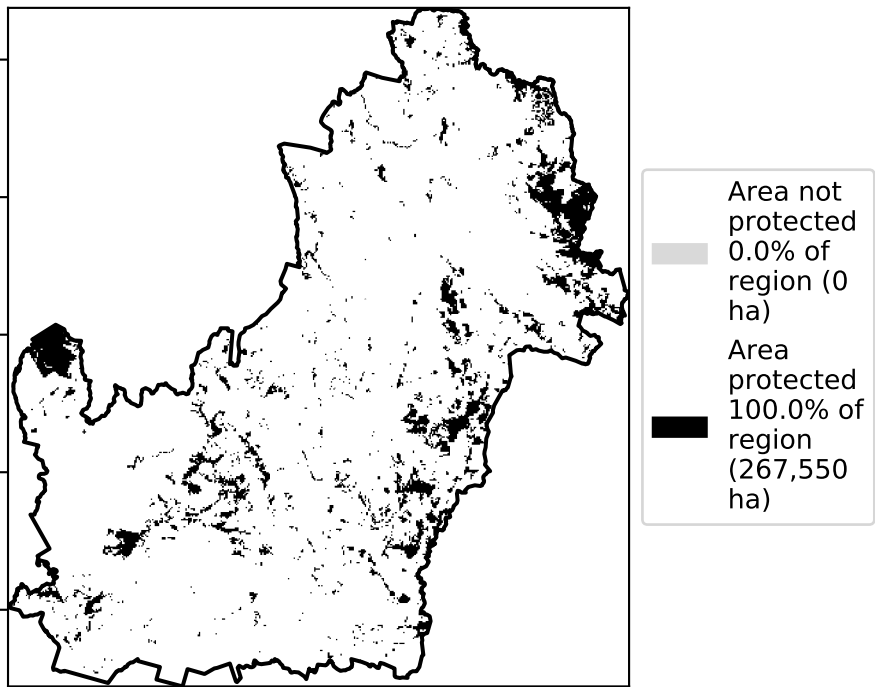 Area not
protected
0.0% of
region (0
ha)
Area
protected
100.0% of
region
(267,550
ha)